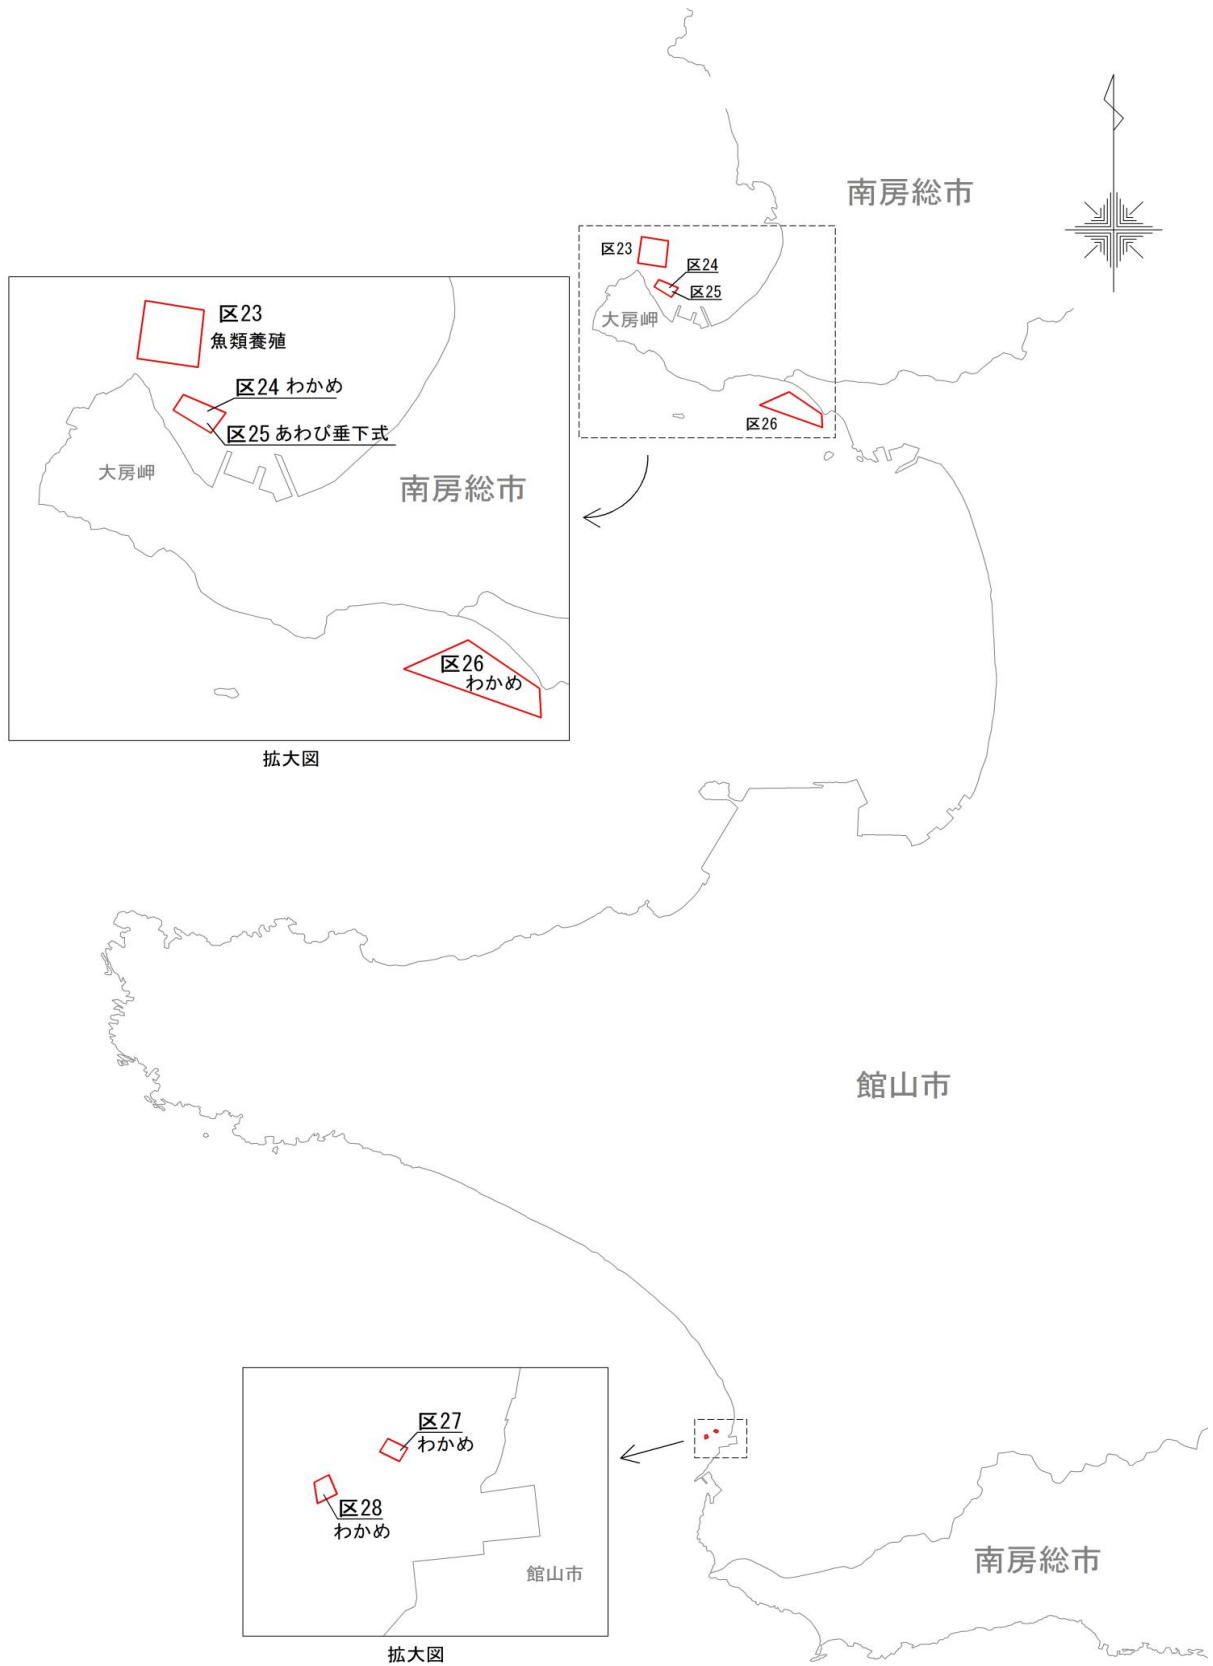 南房総市
区23
区24
区25
大房岬
区26
区23
魚類養殖
区24 わかめ
区25 あわび垂下式
大房岬
南房総市
区26
わかめ
拡大図
館山市
区27
わかめ
区28
わかめ
館山市
拡大図
南房総市